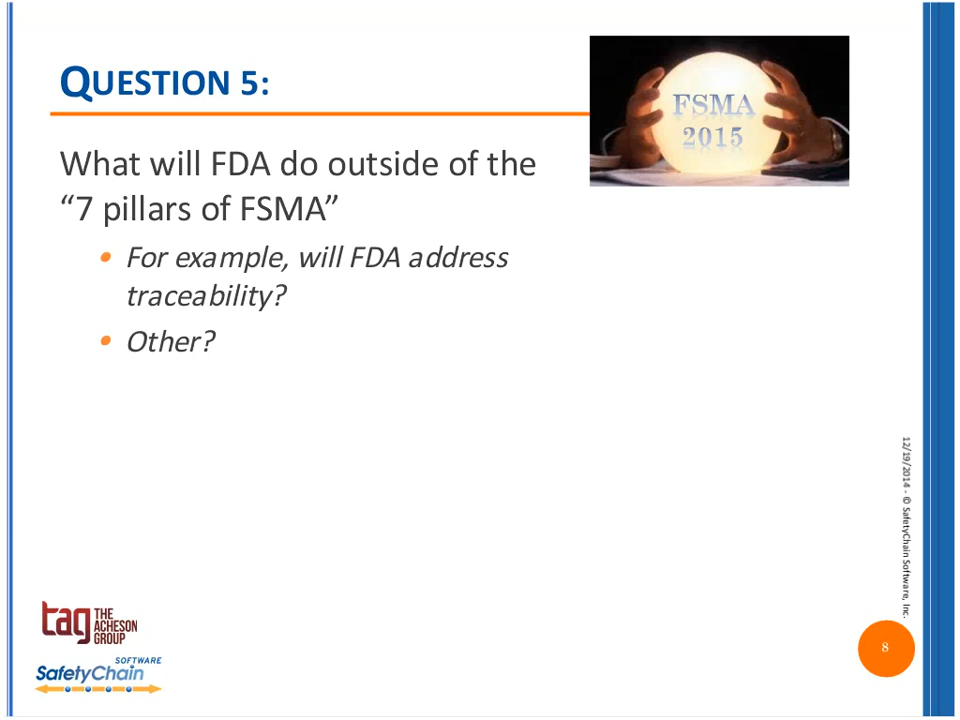 QUESTION 5:
FSMA
2015
What will FDA do outside of the
“7 pillars of FSMA”
• For example, will FDA address
traceability?
• Other?
12/19/2014 - © SafetyChain Software, Inc.
8
tag THE
ACHESON
GROUP
SOFTWARE
SafetyChain